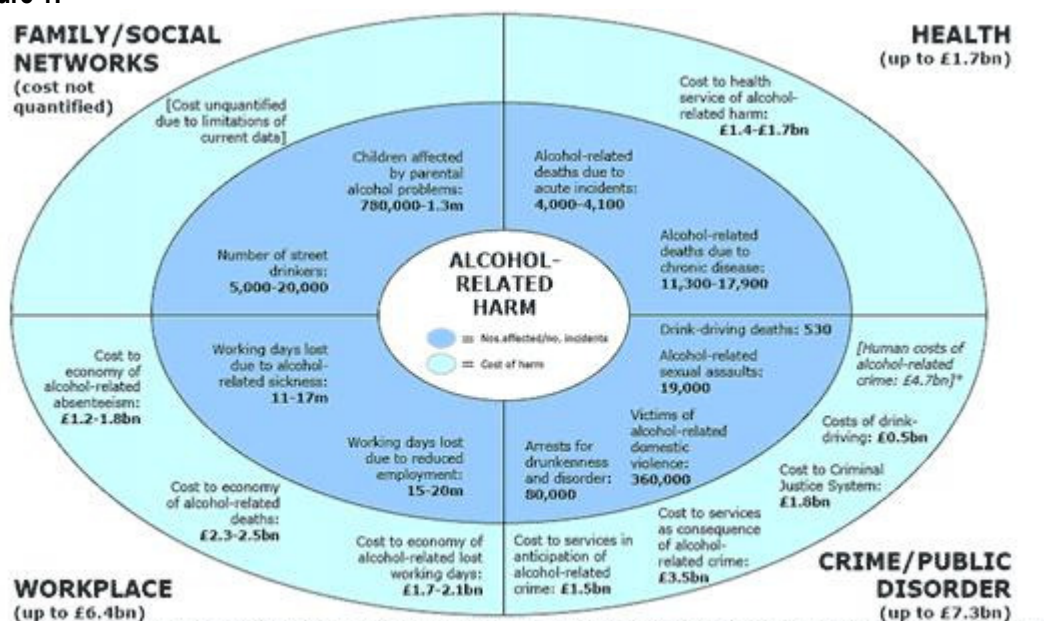 FAMILY/SOCIAL
NETWORKS
(cost not
quantified)
[Cost unquantified
due to limitations of
current data]
Children affected
by parental
alcohol problems:
780,000-1.3m
Number of street
drinkers:
5,000-20,000
HEALTH
(up to £1.7bn)
Cost to health
service of alcohol-
related harm:
£1.4-£1.7bn
Alcohol-related
deaths due to
acute incidents:
4,000-4,100
Alcohol-related
deaths due to
chronic disease:
11,300-17,900
ALCOHOL-
RELATED
HARM
= Nos.affected/no. incidents
= Cost of harm
Cost to
economy of
alcohol-related
absenteeism:
£1.2-1.8bn
Working days lost
due to alcohol-
related sickness:
11-17m
Working days lost
due to reduced
employment:
15-20m
Cost to economy
of alcohol-related
deaths:
£2.3-2.5bn
Cost to economy of
alcohol-related lost
working days:
£1.7-2.1bn
WORKPLACE
(up to £6.4bn)
Drink-driving deaths: 530
Alcohol-related
sexual assaults:
19,000
Victims of
alcohol-related
domestic
violence:
360,000
Arrests for
drunkenness
and disorder:
80,000
[Human costs of
alcohol-related
crime: £4.7bn]*
Costs of drink-
driving: £0.5bn
Cost to Criminal
Justice System:
£1.8bn
Cost to services
as consequence
of alcohol-
related crime:
£3.5bn
Cost to services in
anticipation of
alcohol-related
crime: £1.5bn
CRIME/PUBLIC
DISORDER
(up to £7.3bn)